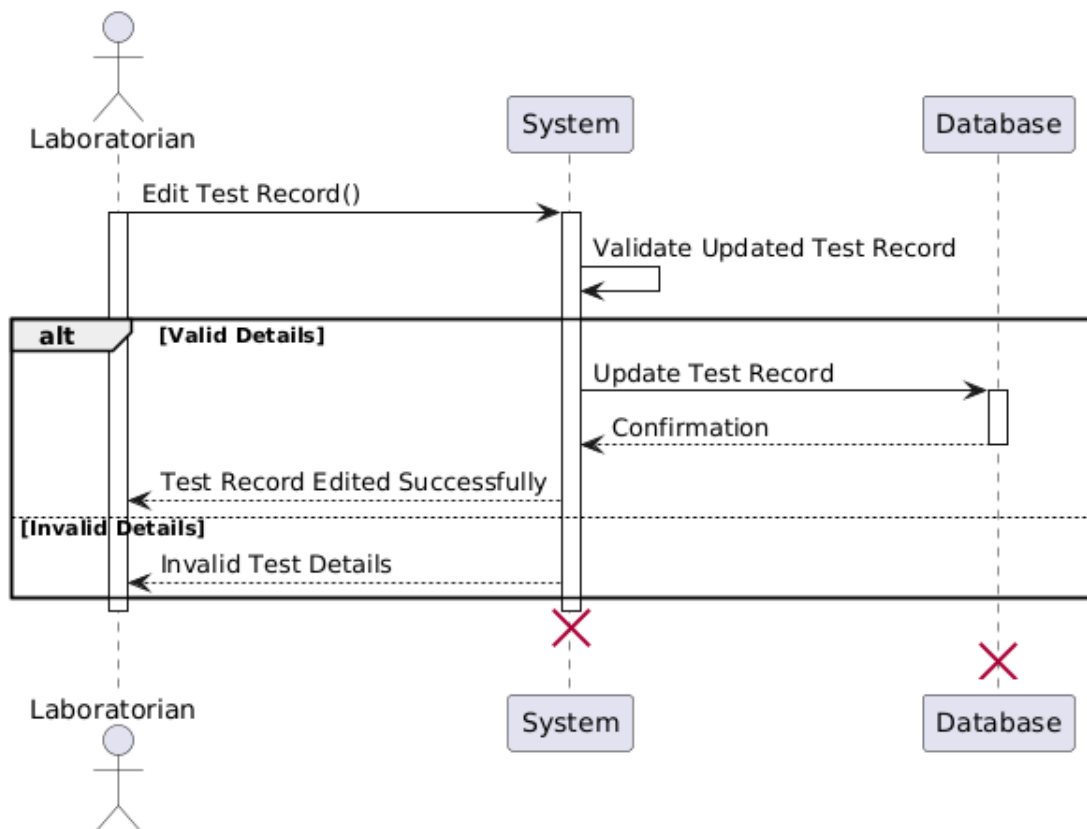 Laboratorian
System
Database
Edit Test Record()
Validate Updated Test Record
alt
[Valid Details]
Update Test Record
Confirmation
Test Record Edited Successfully
[Invalid Details]
Invalid Test Details
Laboratorian
System
Database